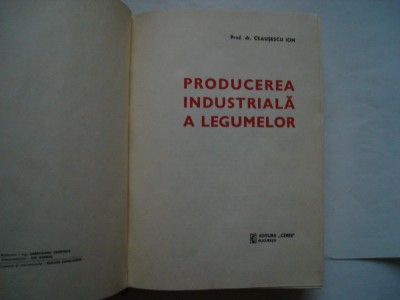 Prof. dr. CEAUȘESCU ION
PRODUCEREA
INDUSTRIALĂ
A LEGUMELOR
EDITURA „CERES”
BUCUREȘTI